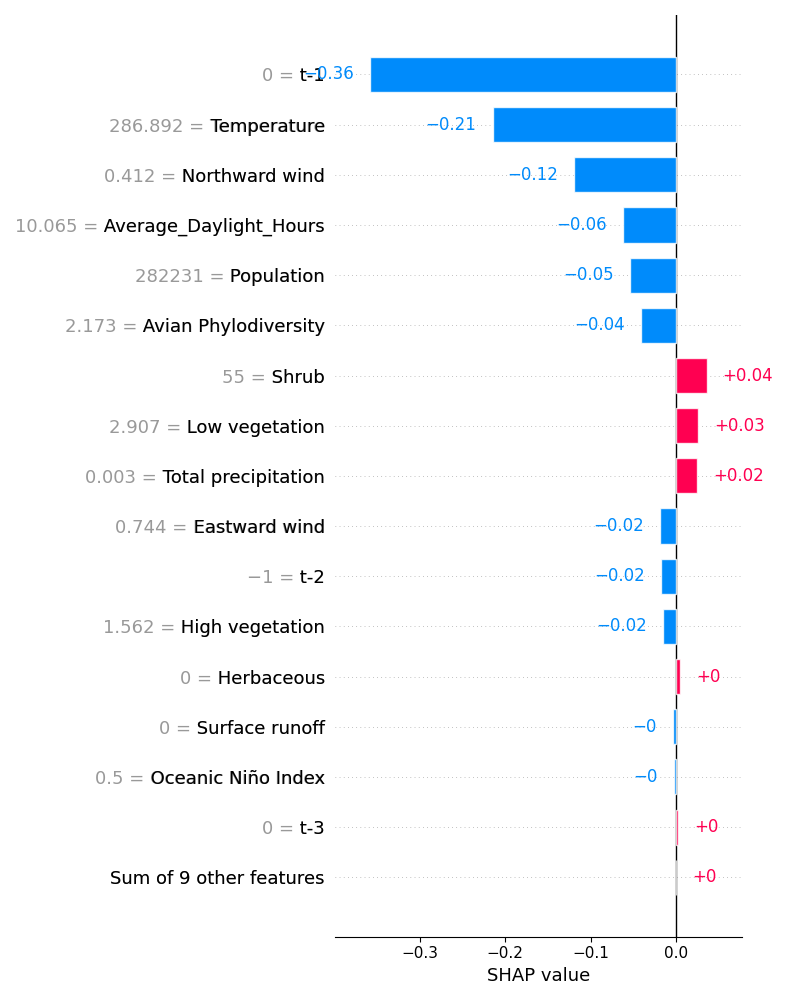 0 = t-1 −0.36
286.892 = Temperature −0.21
0.412 = Northward wind −0.12
10.065 = Average_Daylight_Hours −0.06
282231 = Population −0.05
2.173 = Avian Phylodiversity −0.04
55 = Shrub +0.04
2.907 = Low vegetation +0.03
0.003 = Total precipitation +0.02
0.744 = Eastward wind −0.02
−1 = t-2 −0.02
1.562 = High vegetation −0.02
0 = Herbaceous +0
0 = Surface runoff −0
0.5 = Oceanic Niño Index −0
0 = t-3 +0
Sum of 9 other features +0
−0.3 −0.2 −0.1 0.0
SHAP value